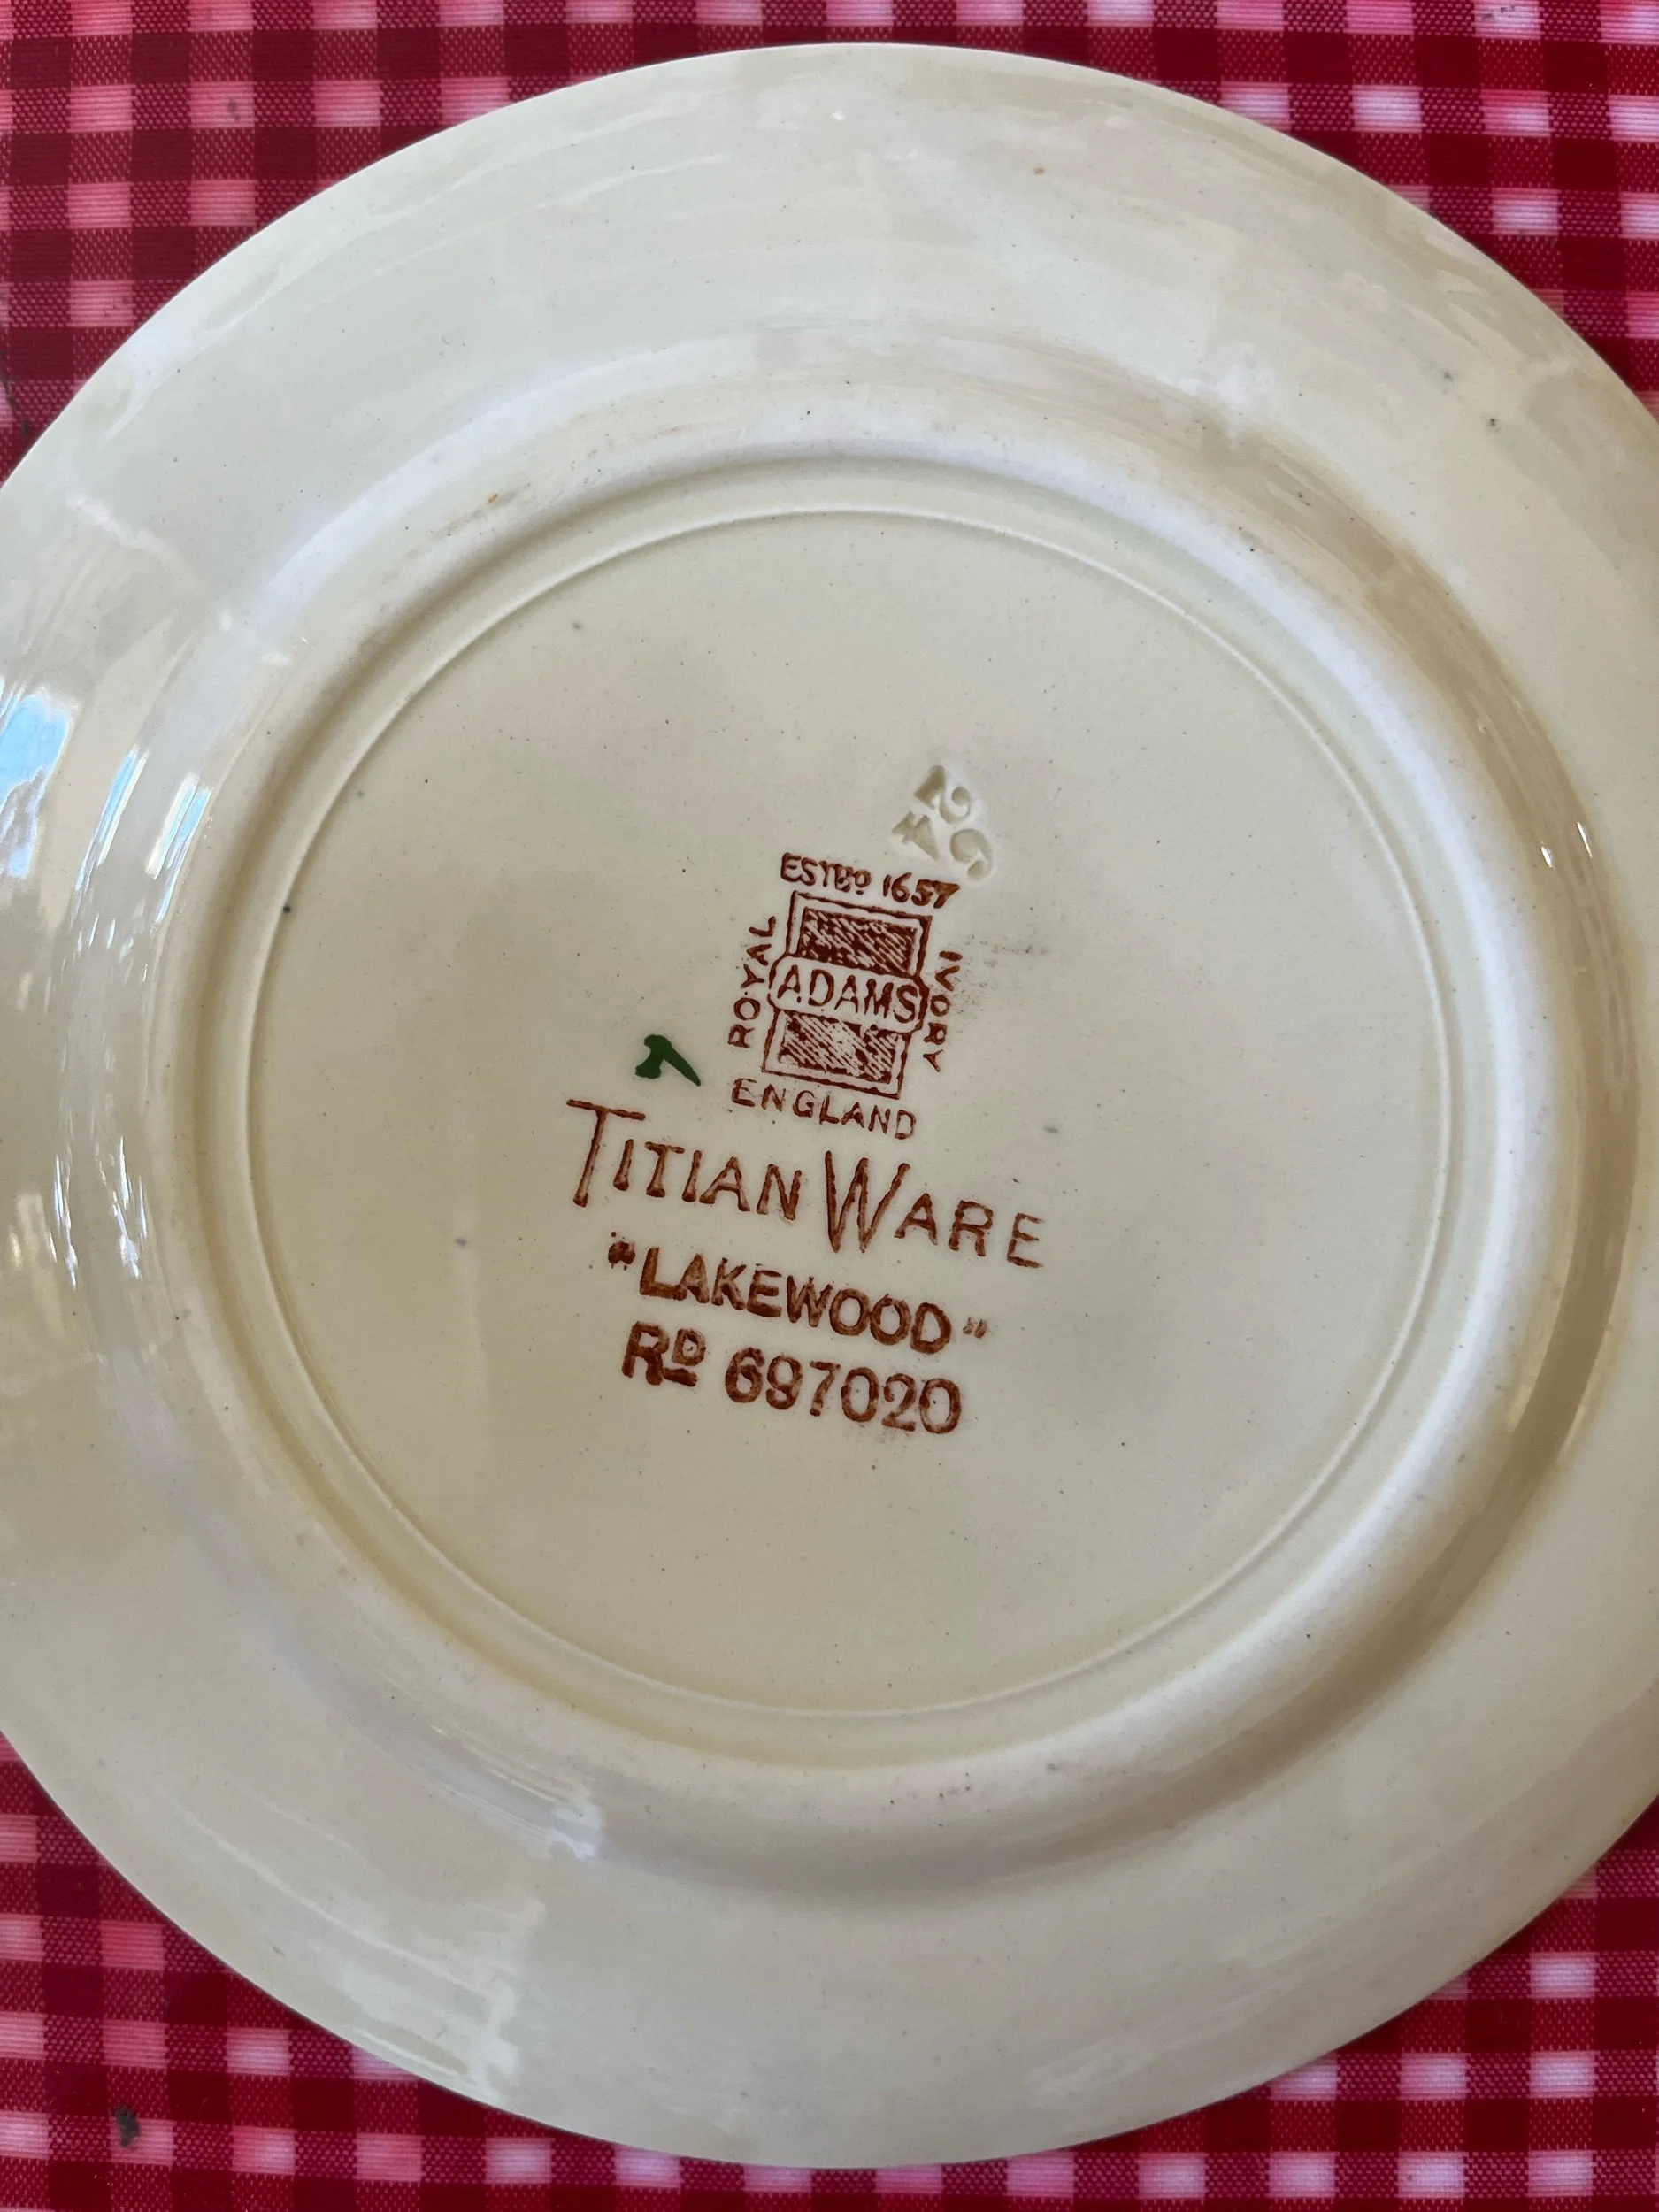 ESTBD 1657
ROYAL
ADAMS
IVORY
ENGLAND
TITIAN WARE
"LAKEWOOD"
RD 697020